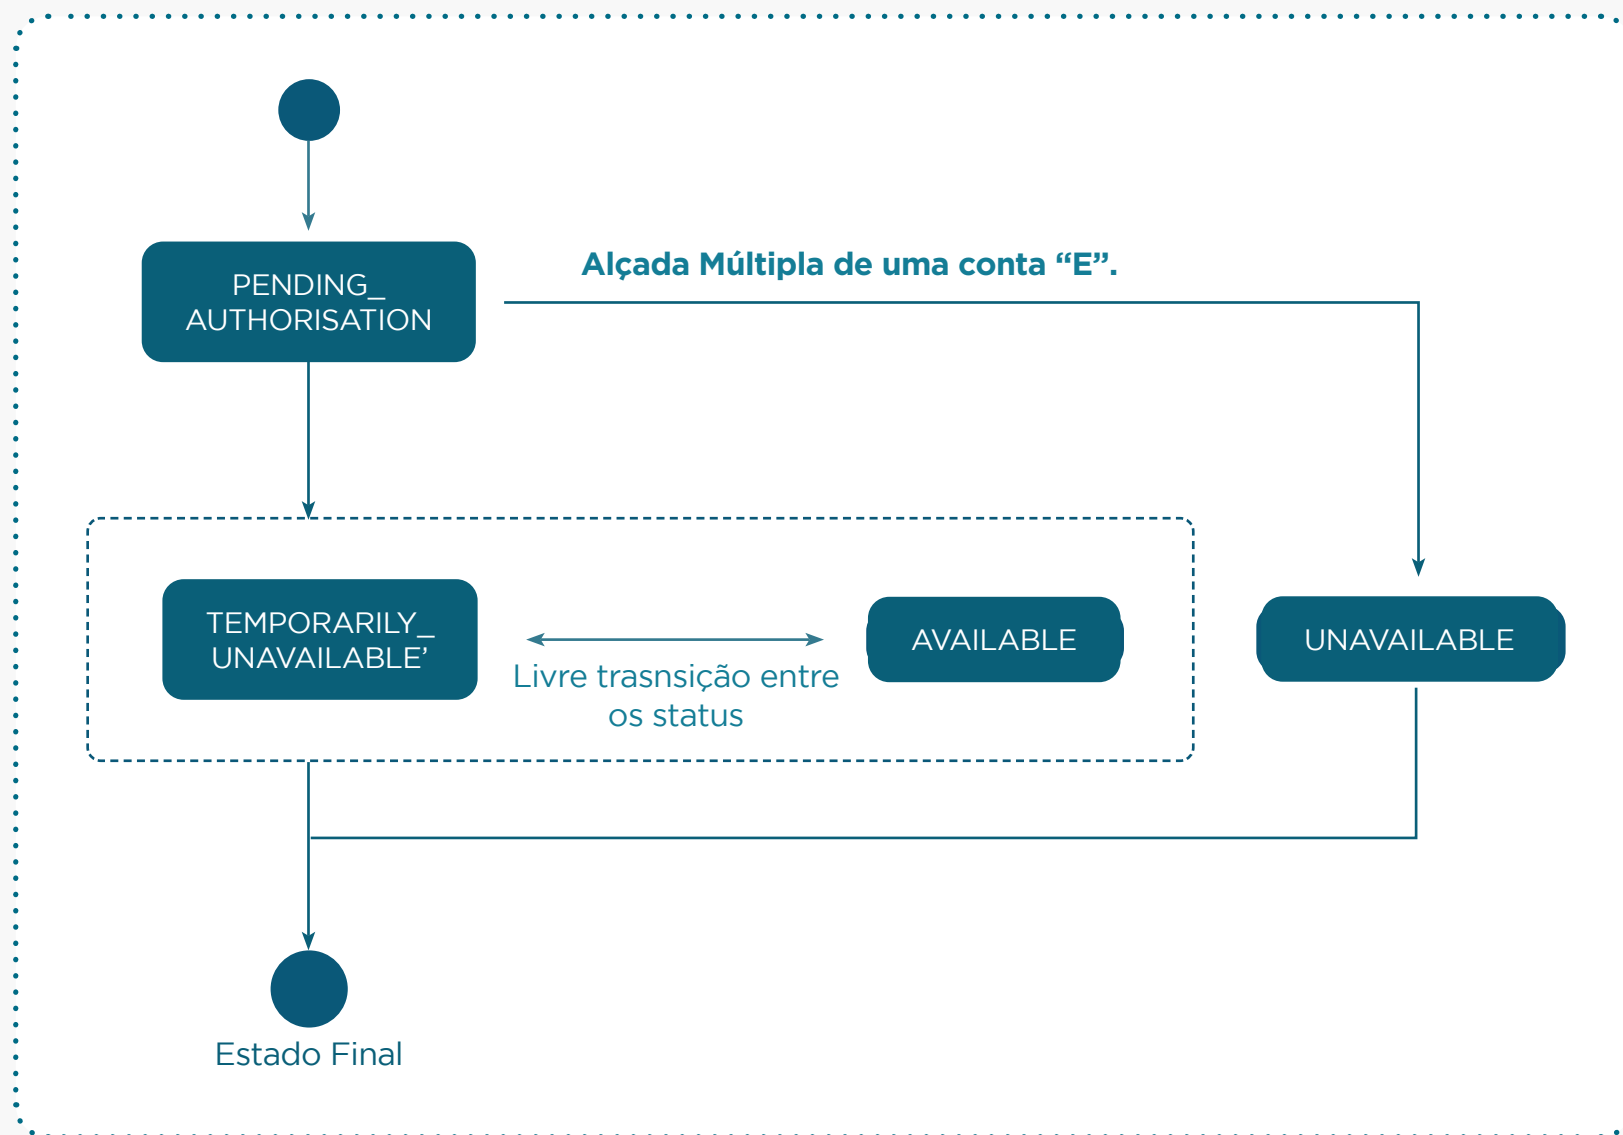 PENDING_
AUTHORISATION
Alçada Múltipla de uma conta “E”.
TEMPORARILY_
UNAVAILABLE’
Livre trasnsição entre
os status
AVAILABLE
UNAVAILABLE
Estado Final